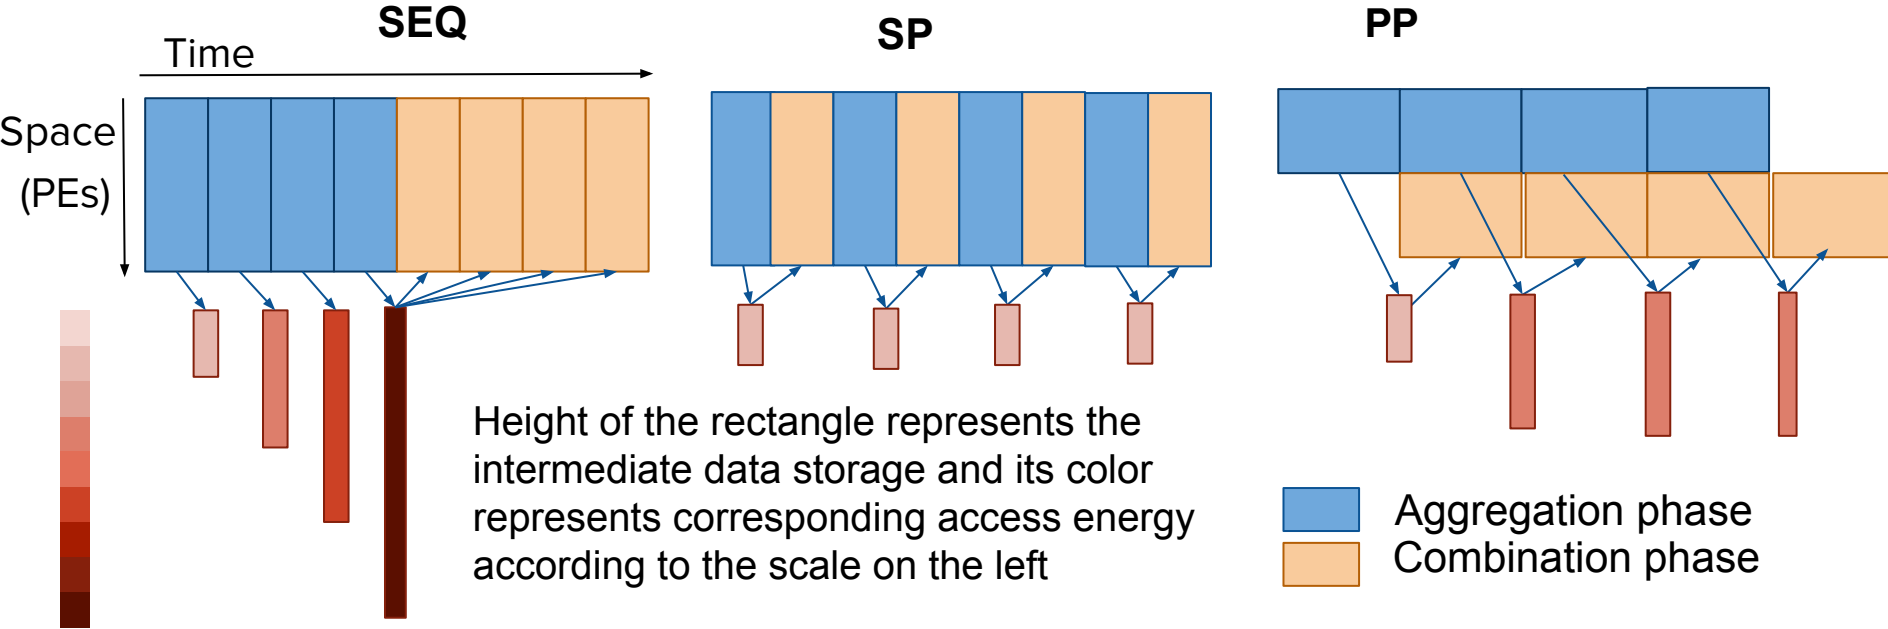 SEQ
SP
PP
Time
Space
(PEs)
Height of the rectangle represents the
intermediate data storage and its color
represents corresponding access energy
according to the scale on the left
Aggregation phase
Combination phase